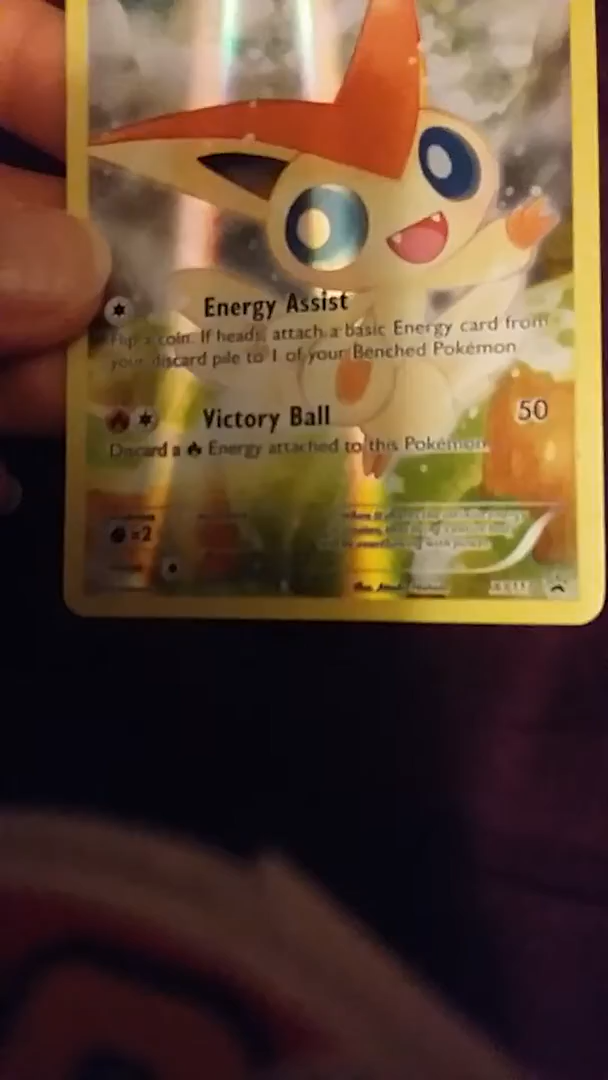 Energy Assist
Flip a coin. If heads, attach a basic Energy card from
your discard pile to 1 of your Benched Pokémon
Victory Ball 50
Discard a Energy attached to this Pokémon.
×2